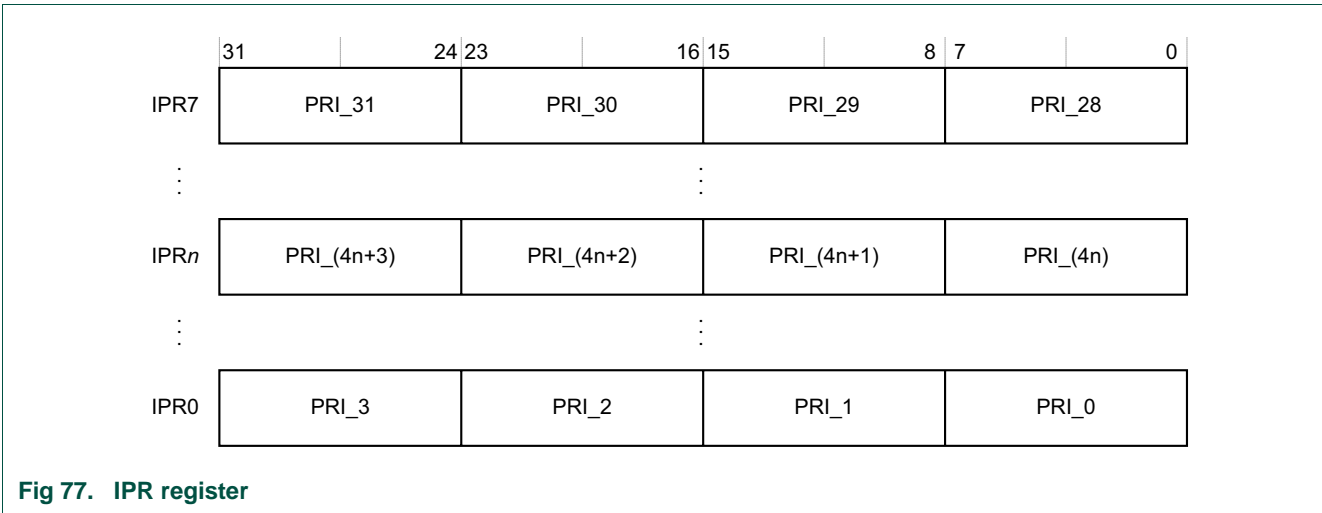 31 24 23 16 15 8 7 0
IPR7 PRI_31 PRI_30 PRI_29 PRI_28
IPRn PRI_(4n+3) PRI_(4n+2) PRI_(4n+1) PRI_(4n)
IPR0 PRI_3 PRI_2 PRI_1 PRI_0
Fig 77. IPR register